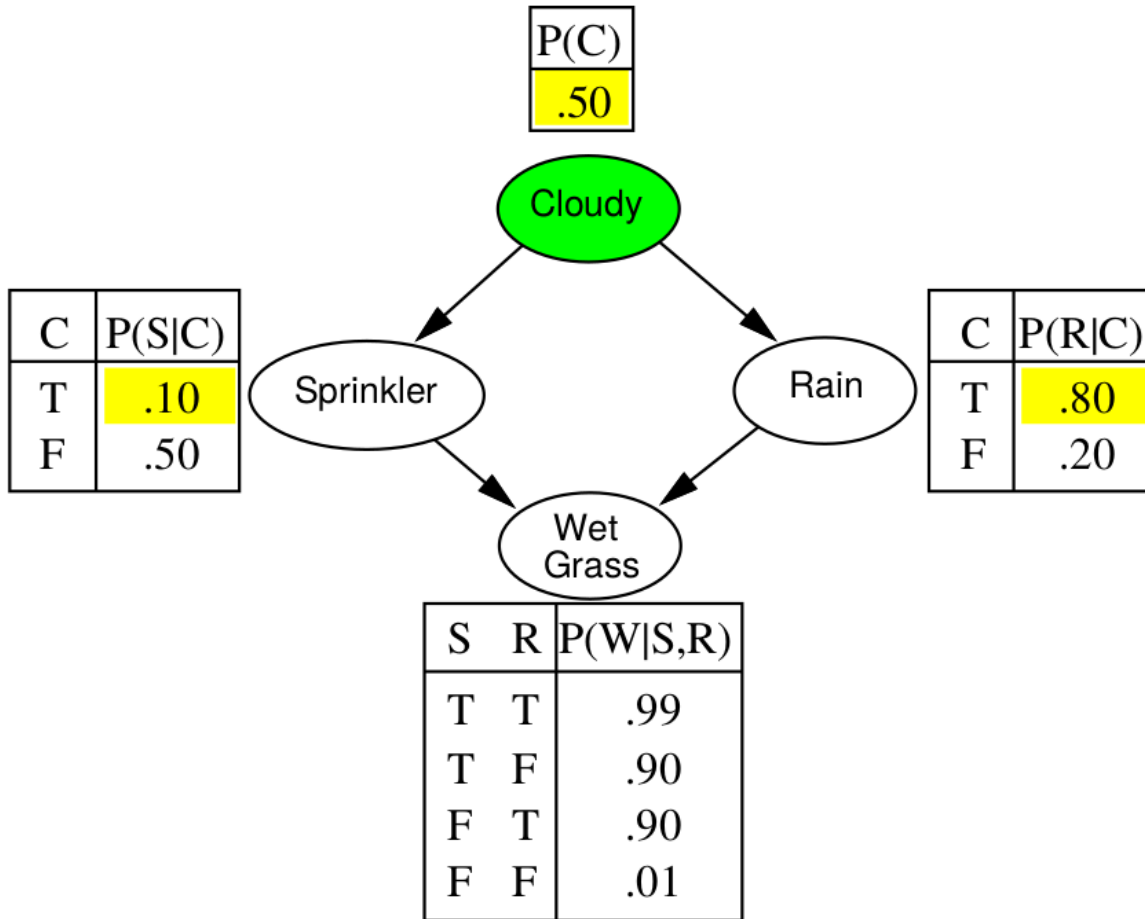 P(C)
.50
Cloudy
C P(S|C)
T .10
F .50
Sprinkler
Rain
C P(R|C)
T .80
F .20
Wet
Grass
S R P(W|S,R)
T T .99
T F .90
F T .90
F F .01